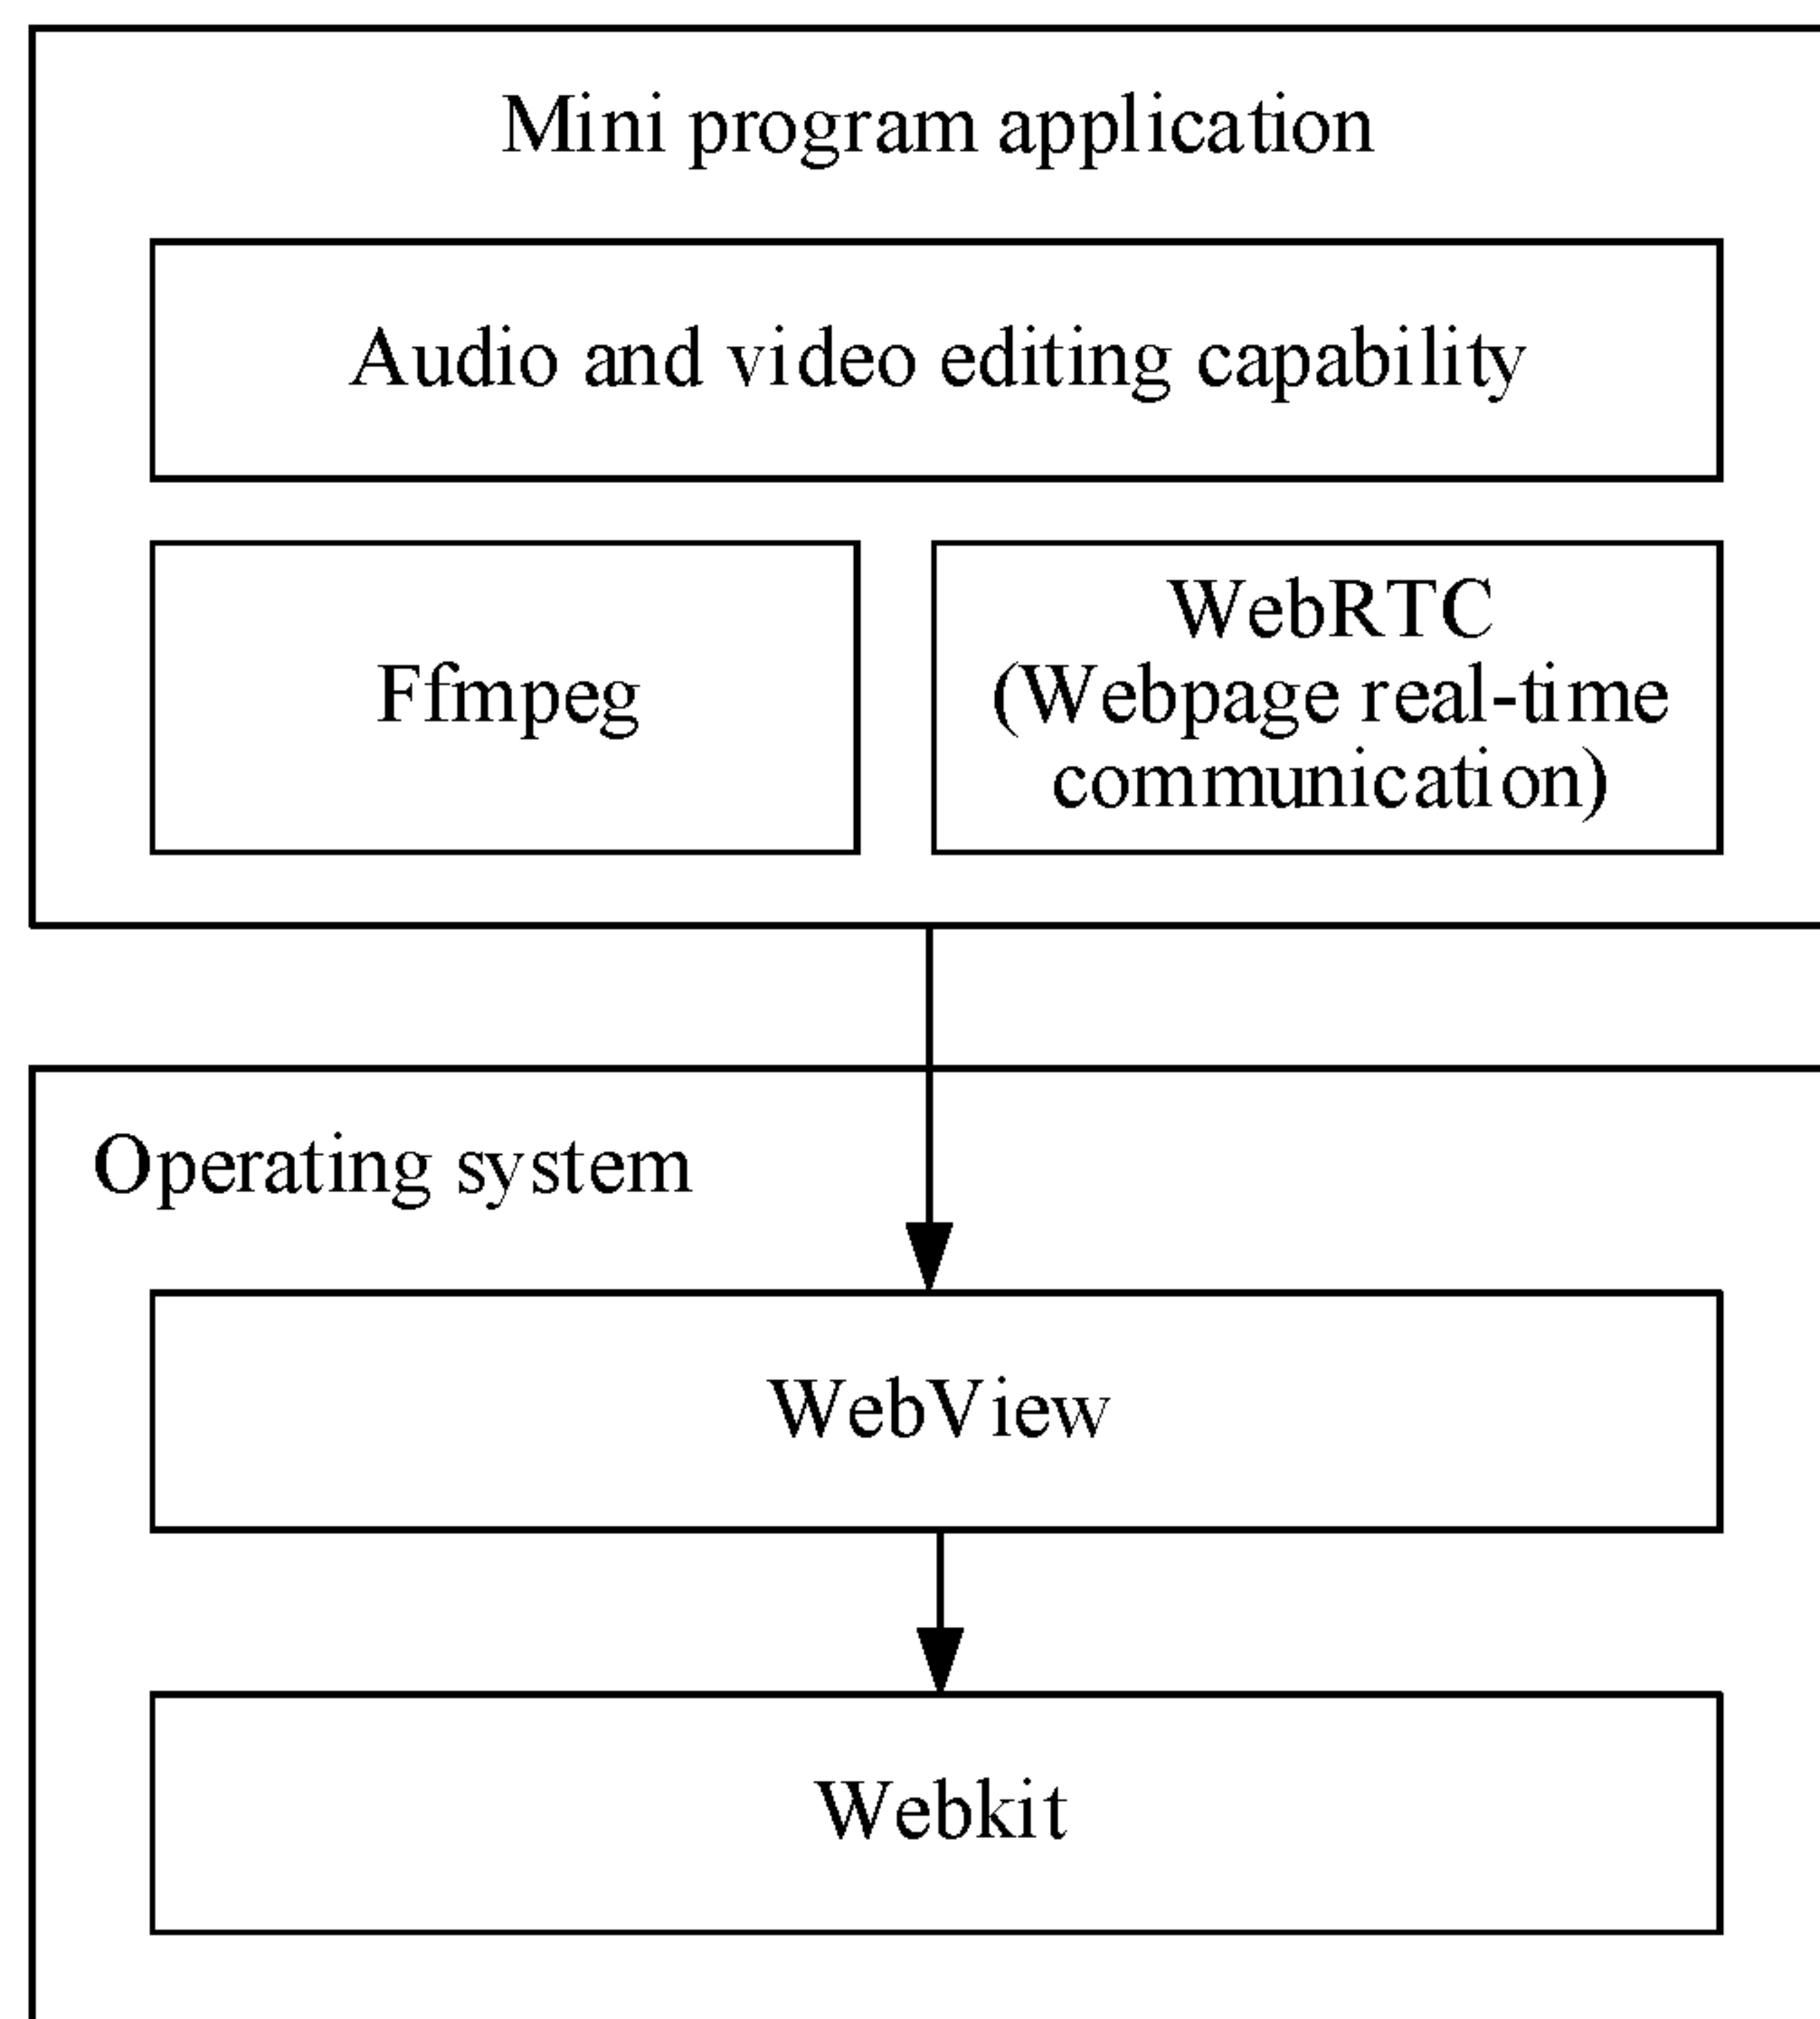 Mini program application
Audio and video editing capability
Ffmpeg
WebRTC
(Webpage real-time
communication)
Operating system
WebView
Webkit